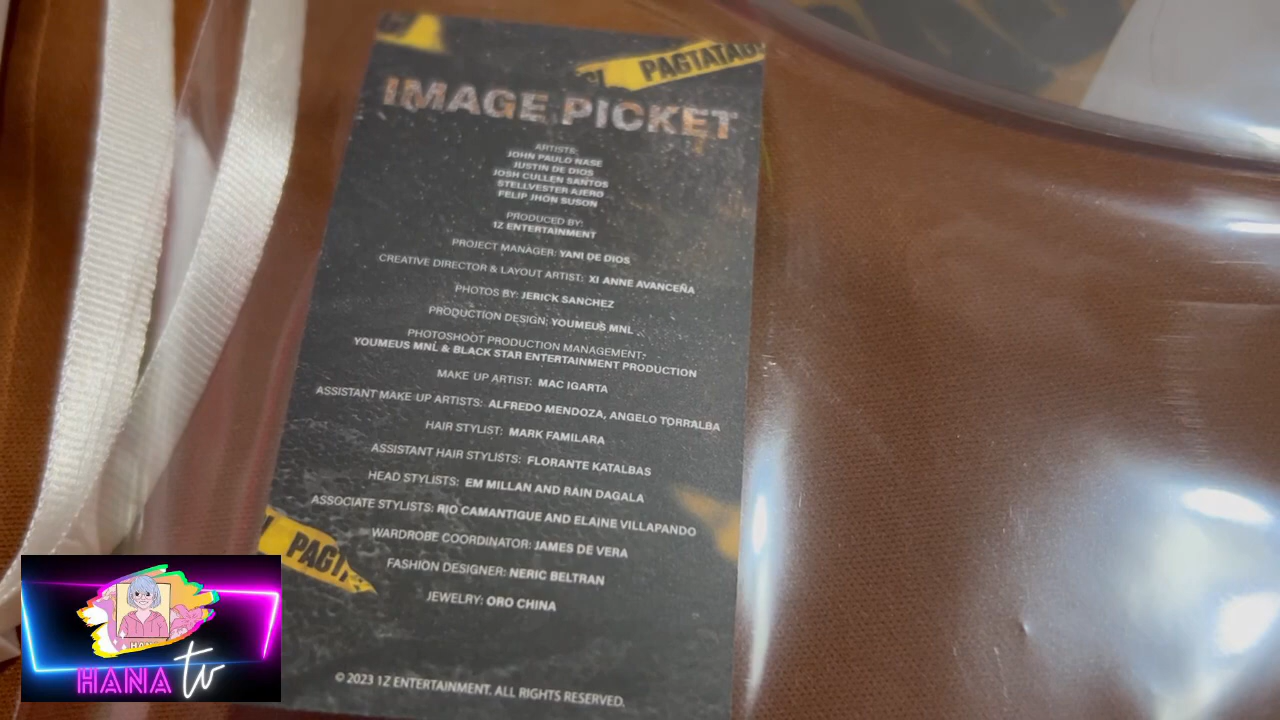 PAGTATAG!
IMAGE PICKET
ARTISTS:
JOHN PAULO NASE
JUSTIN DE DIOS
JOSH CULLEN SANTOS
STELLVESTER AJERO
FELIP JHON SUSON
PRODUCED BY:
1Z ENTERTAINMENT
PROJECT MANAGER: YANI DE DIOS
CREATIVE DIRECTOR & LAYOUT ARTIST: XI ANNE AVANCEÑA
PHOTOS BY: JERICK SANCHEZ
PRODUCTION DESIGN: YOUMEUS MNL
PHOTOSHOOT PRODUCTION MANAGEMENT:
YOUMEUS MNL & BLACK STAR ENTERTAINMENT PRODUCTION
MAKE UP ARTIST: MAC IGARTA
ASSISTANT MAKE UP ARTISTS: ALFREDO MENDOZA, ANGELO TORRALBA
HAIR STYLIST: MARK FAMILARA
ASSISTANT HAIR STYLISTS: FLORANTE KATALBAS
HEAD STYLISTS: EM MILLAN AND RAIN DAGALA
ASSOCIATE STYLISTS: RIO CAMANTIGUE AND ELAINE VILLAPANDO
WARDROBE COORDINATOR: JAMES DE VERA
FASHION DESIGNER: NERIC BELTRAN
JEWELRY: ORO CHINA
© 2023 1Z ENTERTAINMENT. ALL RIGHTS RESERVED.
HANA tv